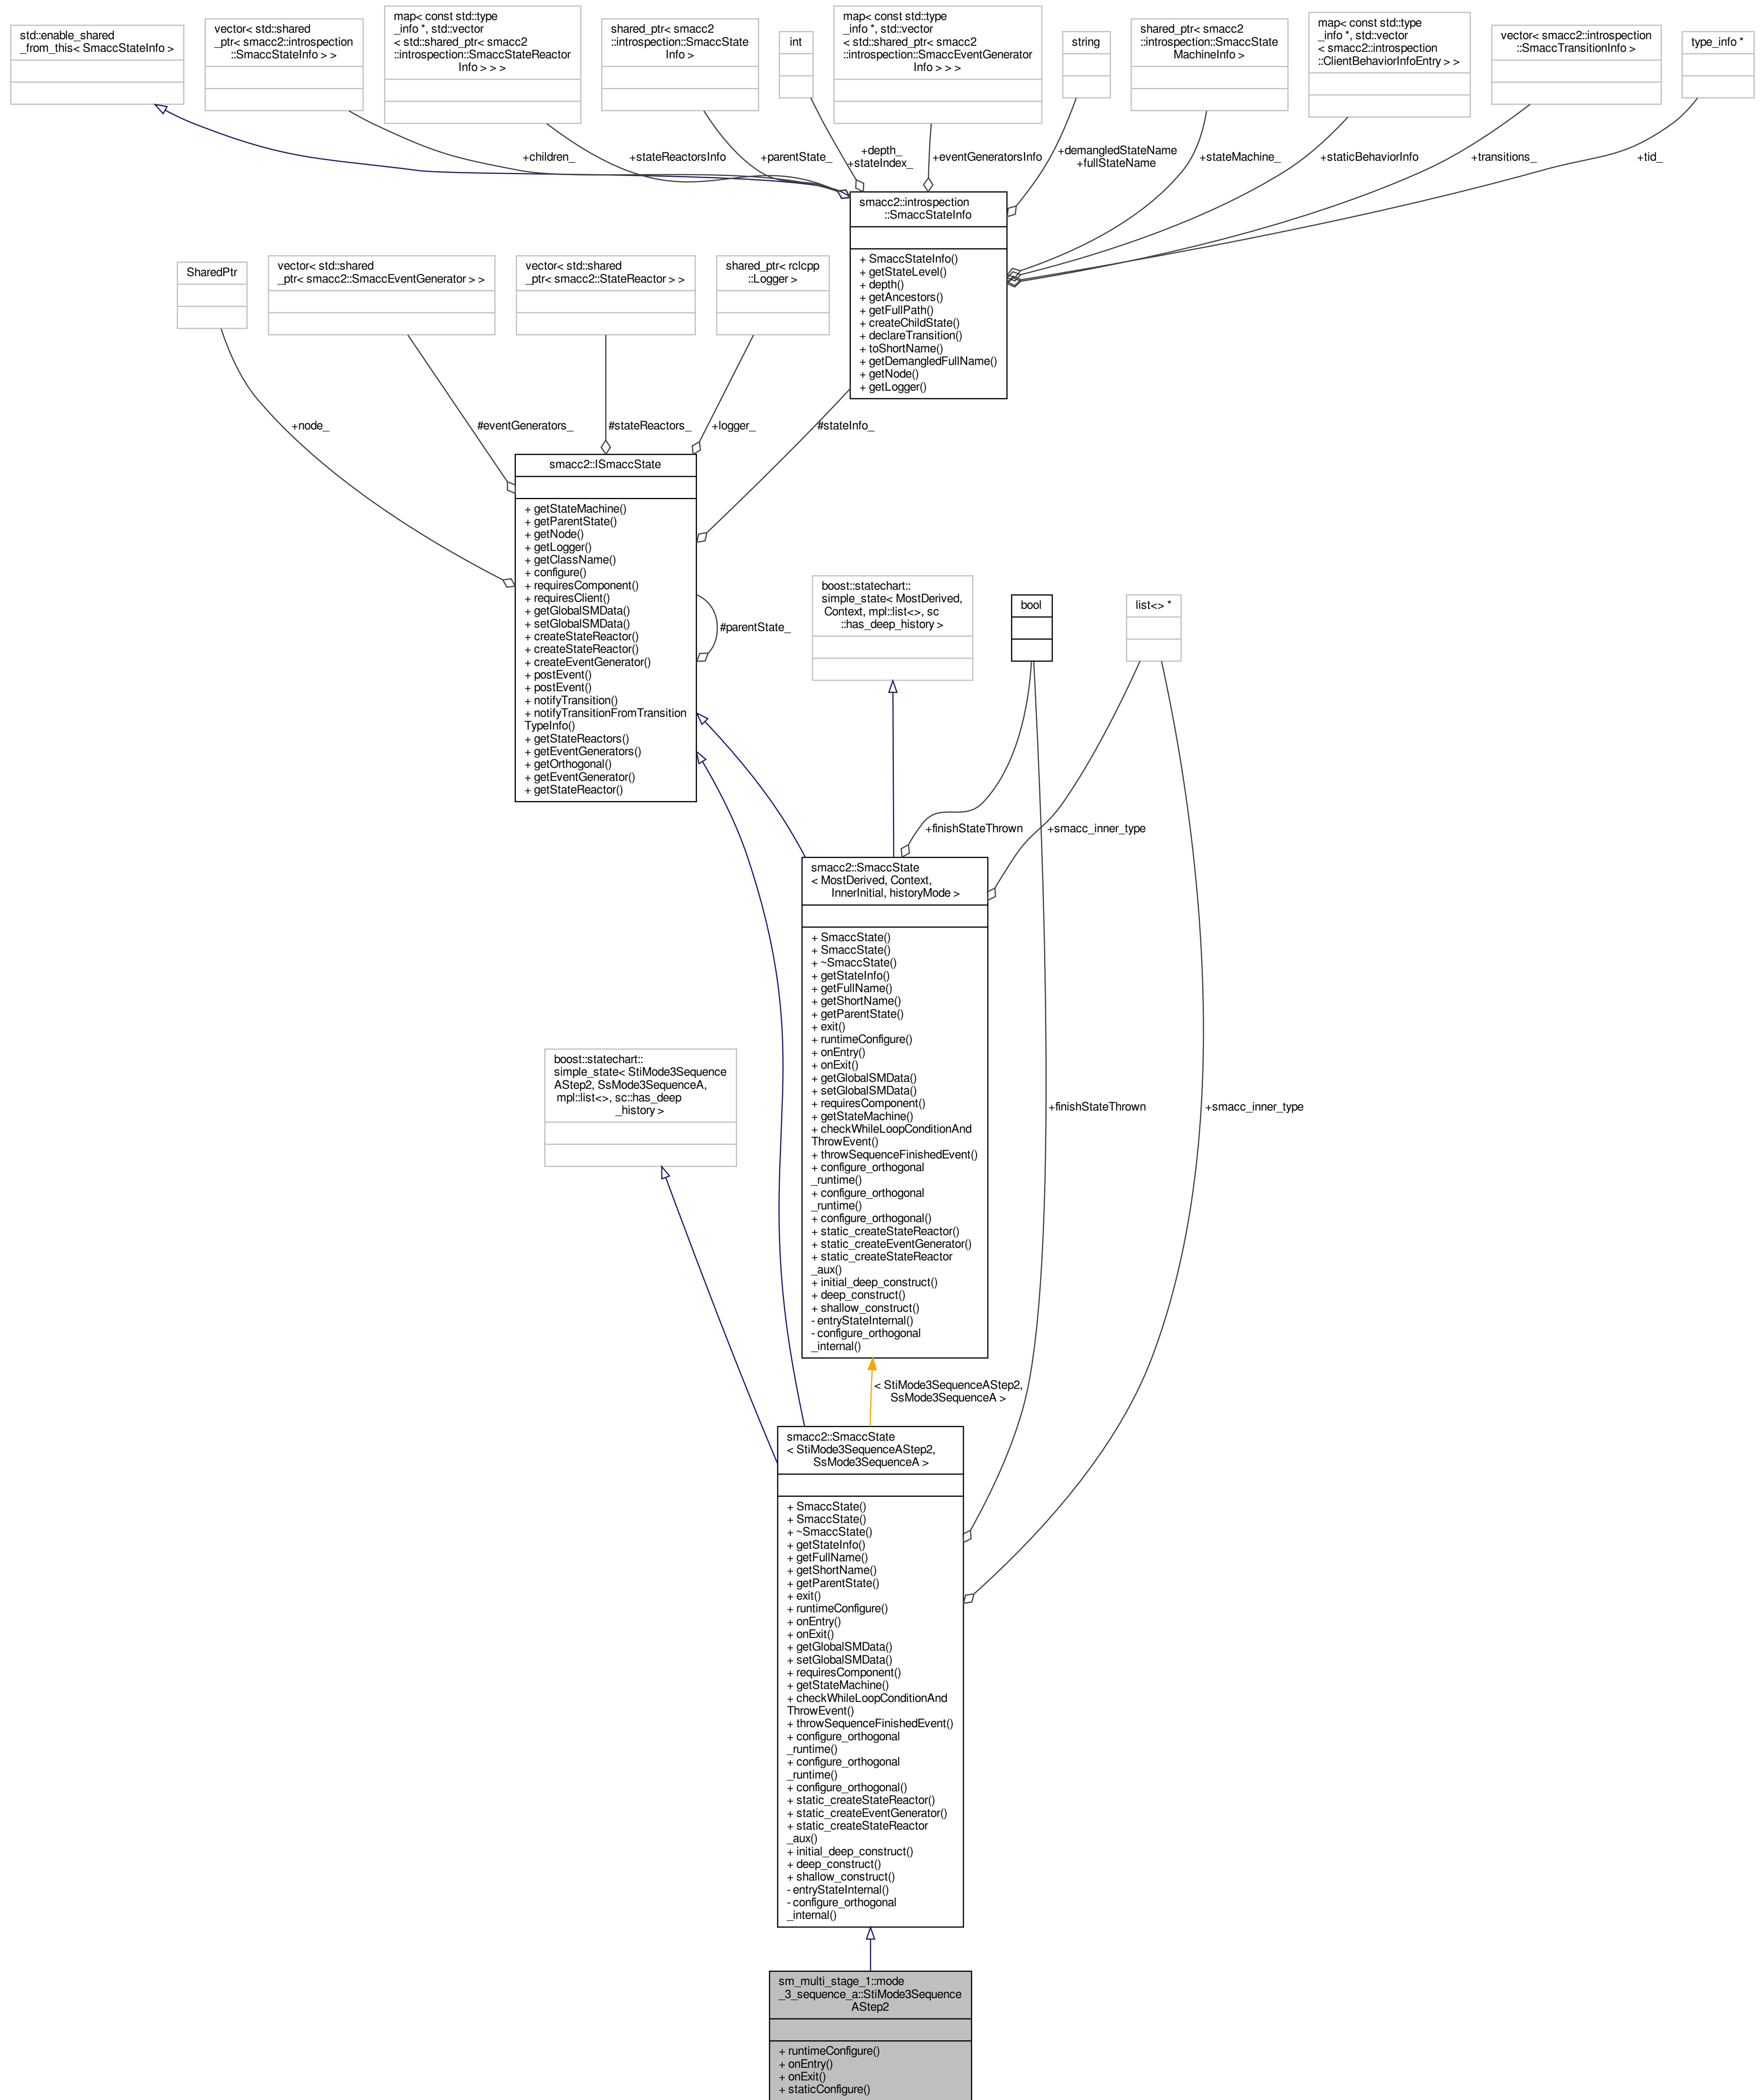 std::enable_shared
_from_this< SmaccStateInfo >
vector< std::shared
_ptr< smacc2::introspection
::SmaccStateInfo > >
map< const std::type
_info *, std::vector
< std::shared_ptr< smacc2
::introspection::SmaccStateReactor
Info > > >
shared_ptr< smacc2
::introspection::SmaccState
Info >
int
map< const std::type
_info *, std::vector
< std::shared_ptr< smacc2
::introspection::SmaccEventGenerator
Info > > >
string
shared_ptr< smacc2
::introspection::SmaccState
MachineInfo >
map< const std::type
_info *, std::vector
< smacc2::introspection
::ClientBehaviorInfoEntry > >
vector< smacc2::introspection
::SmaccTransitionInfo >
type_info *
+children_
+stateReactorsInfo
+parentState_
+depth_
+stateIndex_
+eventGeneratorsInfo
+demangledStateName
+fullStateName
+stateMachine_
+staticBehaviorInfo
+transitions_
+tid_
smacc2::introspection
::SmaccStateInfo
+ SmaccStateInfo()
+ getStateLevel()
+ depth()
+ getAncestors()
+ getFullPath()
+ createChildState()
+ declareTransition()
+ toShortName()
+ getDemangledFullName()
+ getNode()
+ getLogger()
SharedPtr
vector< std::shared
_ptr< smacc2::SmaccEventGenerator > >
vector< std::shared
_ptr< smacc2::StateReactor > >
shared_ptr< rclcpp
::Logger >
+node_
#eventGenerators_
#stateReactors_
+logger_
#stateInfo_
smacc2::ISmaccState
+ getStateMachine()
+ getParentState()
+ getNode()
+ getLogger()
+ getClassName()
+ configure()
+ requiresComponent()
+ requiresClient()
+ getGlobalSMData()
+ setGlobalSMData()
+ createStateReactor()
+ createStateReactor()
+ createEventGenerator()
+ postEvent()
+ postEvent()
+ notifyTransition()
+ notifyTransitionFromTransition
TypeInfo()
+ getStateReactors()
+ getEventGenerators()
+ getOrthogonal()
+ getEventGenerator()
+ getStateReactor()
#parentState_
boost::statechart::
simple_state< MostDerived,
Context, mpl::list<>, sc
::has_deep_history >
bool
list<> *
+finishStateThrown
+smacc_inner_type
smacc2::SmaccState
< MostDerived, Context,
InnerInitial, historyMode >
+ SmaccState()
+ SmaccState()
+ ~SmaccState()
+ getStateInfo()
+ getFullName()
+ getShortName()
+ getParentState()
+ exit()
+ runtimeConfigure()
+ onEntry()
+ onExit()
+ getGlobalSMData()
+ setGlobalSMData()
+ requiresComponent()
+ getStateMachine()
+ checkWhileLoopConditionAnd
ThrowEvent()
+ throwSequenceFinishedEvent()
+ configure_orthogonal
_runtime()
+ configure_orthogonal
_runtime()
+ configure_orthogonal()
+ static_createStateReactor()
+ static_createEventGenerator()
+ static_createStateReactor
_aux()
+ initial_deep_construct()
+ deep_construct()
+ shallow_construct()
- entryStateInternal()
- configure_orthogonal
_internal()
boost::statechart::
simple_state< StiMode3Sequence
AStep2, SsMode3SequenceA,
mpl::list<>, sc::has_deep
_history >
+finishStateThrown
+smacc_inner_type
< StiMode3SequenceAStep2,
SsMode3SequenceA >
smacc2::SmaccState
< StiMode3SequenceAStep2,
SsMode3SequenceA >
+ SmaccState()
+ SmaccState()
+ ~SmaccState()
+ getStateInfo()
+ getFullName()
+ getShortName()
+ getParentState()
+ exit()
+ runtimeConfigure()
+ onEntry()
+ onExit()
+ getGlobalSMData()
+ setGlobalSMData()
+ requiresComponent()
+ getStateMachine()
+ checkWhileLoopConditionAnd
ThrowEvent()
+ throwSequenceFinishedEvent()
+ configure_orthogonal
_runtime()
+ configure_orthogonal
_runtime()
+ configure_orthogonal()
+ static_createStateReactor()
+ static_createEventGenerator()
+ static_createStateReactor
_aux()
+ initial_deep_construct()
+ deep_construct()
+ shallow_construct()
- entryStateInternal()
- configure_orthogonal
_internal()
sm_multi_stage_1::mode
_3_sequence_a::StiMode3Sequence
AStep2
+ runtimeConfigure()
+ onEntry()
+ onExit()
+ staticConfigure()